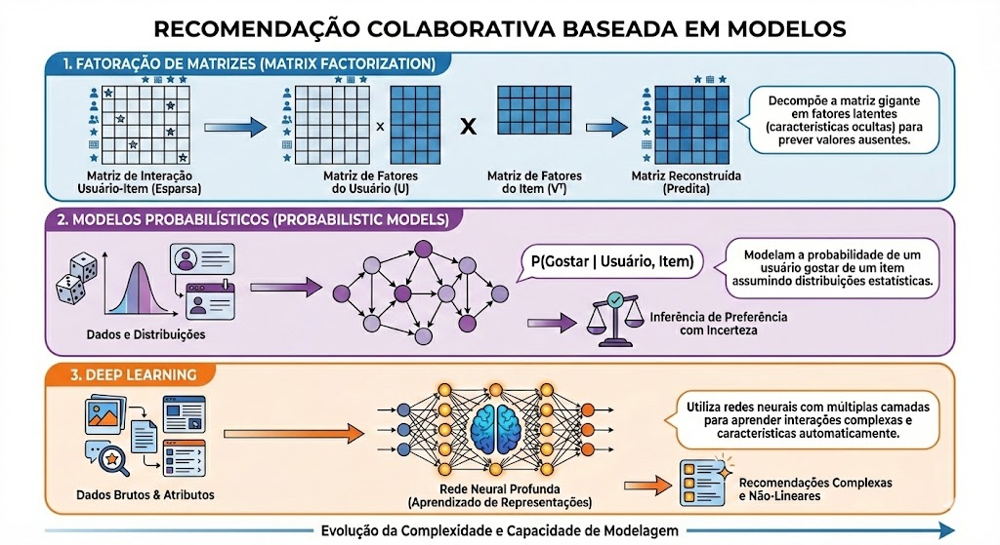 RECOMENDAÇÃO COLABORATIVA BASEADA EM MODELOS
1. FATORAÇÃO DE MATRIZES (MATRIX FACTORIZATION)
x
X
Decompõe a matriz gigante
em fatores latentes
(características ocultas) para
prever valores ausentes.
Matriz de Interação
Usuário-Item (Esparsa)
Matriz de Fatores
do Usuário (U)
Matriz de Fatores
do Item (Vᵀ)
Matriz Reconstruída
(Predita)
2. MODELOS PROBABILÍSTICOS (PROBABILISTIC MODELS)
P(Gostar | Usuário, Item)
Modelam a probabilidade de um
usuário gostar de um item
assumindo distribuições estatísticas.
Dados e Distribuições
Inferência de Preferência
com Incerteza
3. DEEP LEARNING
Utiliza redes neurais com múltiplas camadas
para aprender interações complexas e
características automaticamente.
Dados Brutos & Atributos
Rede Neural Profunda
(Aprendizado de Representações)
Recomendações Complexas
e Não-Lineares
Evolução da Complexidade e Capacidade de Modelagem